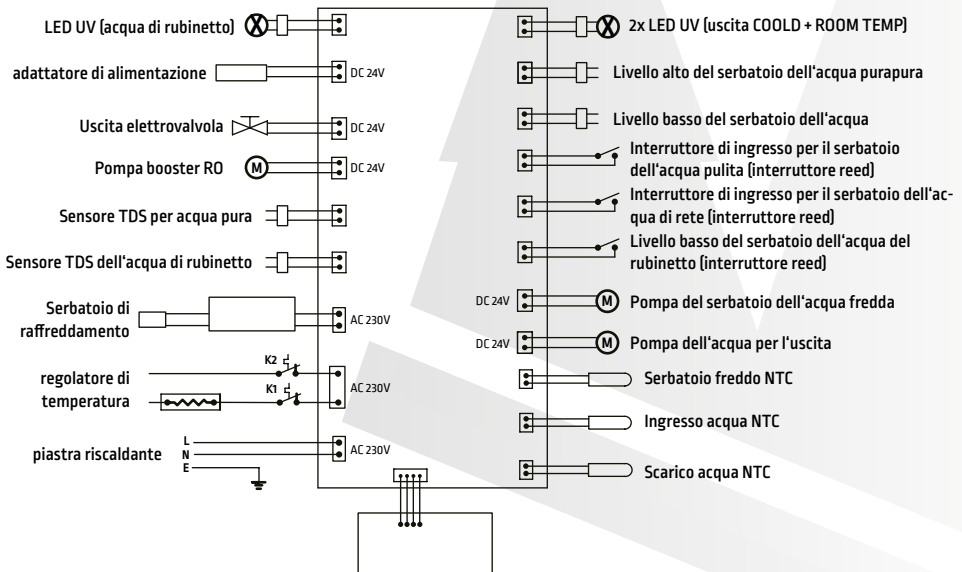 LED UV (acqua di rubinetto)
adattatore di alimentazione
DC 24V
Uscita elettrovalvola
DC 24V
Pompa booster RO
M
DC 24V
Sensore TDS per acqua pura
Sensore TDS dell'acqua di rubinetto
Serbatoio di
raffreddamento
AC 230V
regolatore di
temperatura
K2
K1
AC 230V
piastra riscaldante
L
N
E
AC 230V
2x LED UV (uscita COOLD + ROOM TEMP)
Livello alto del serbatoio dell'acqua purapura
Livello basso del serbatoio dell'acqua
Interruttore di ingresso per il serbatoio
dell'acqua pulita (interruttore reed)
Interruttore di ingresso per il serbatoio dell'ac-
qua di rete (interruttore reed)
Livello basso del serbatoio dell'acqua del
rubinetto (interruttore reed)
DC 24V
M
Pompa del serbatoio dell'acqua fredda
DC 24V
M
Pompa dell'acqua per l'uscita
Serbatoio freddo NTC
Ingresso acqua NTC
Scarico acqua NTC